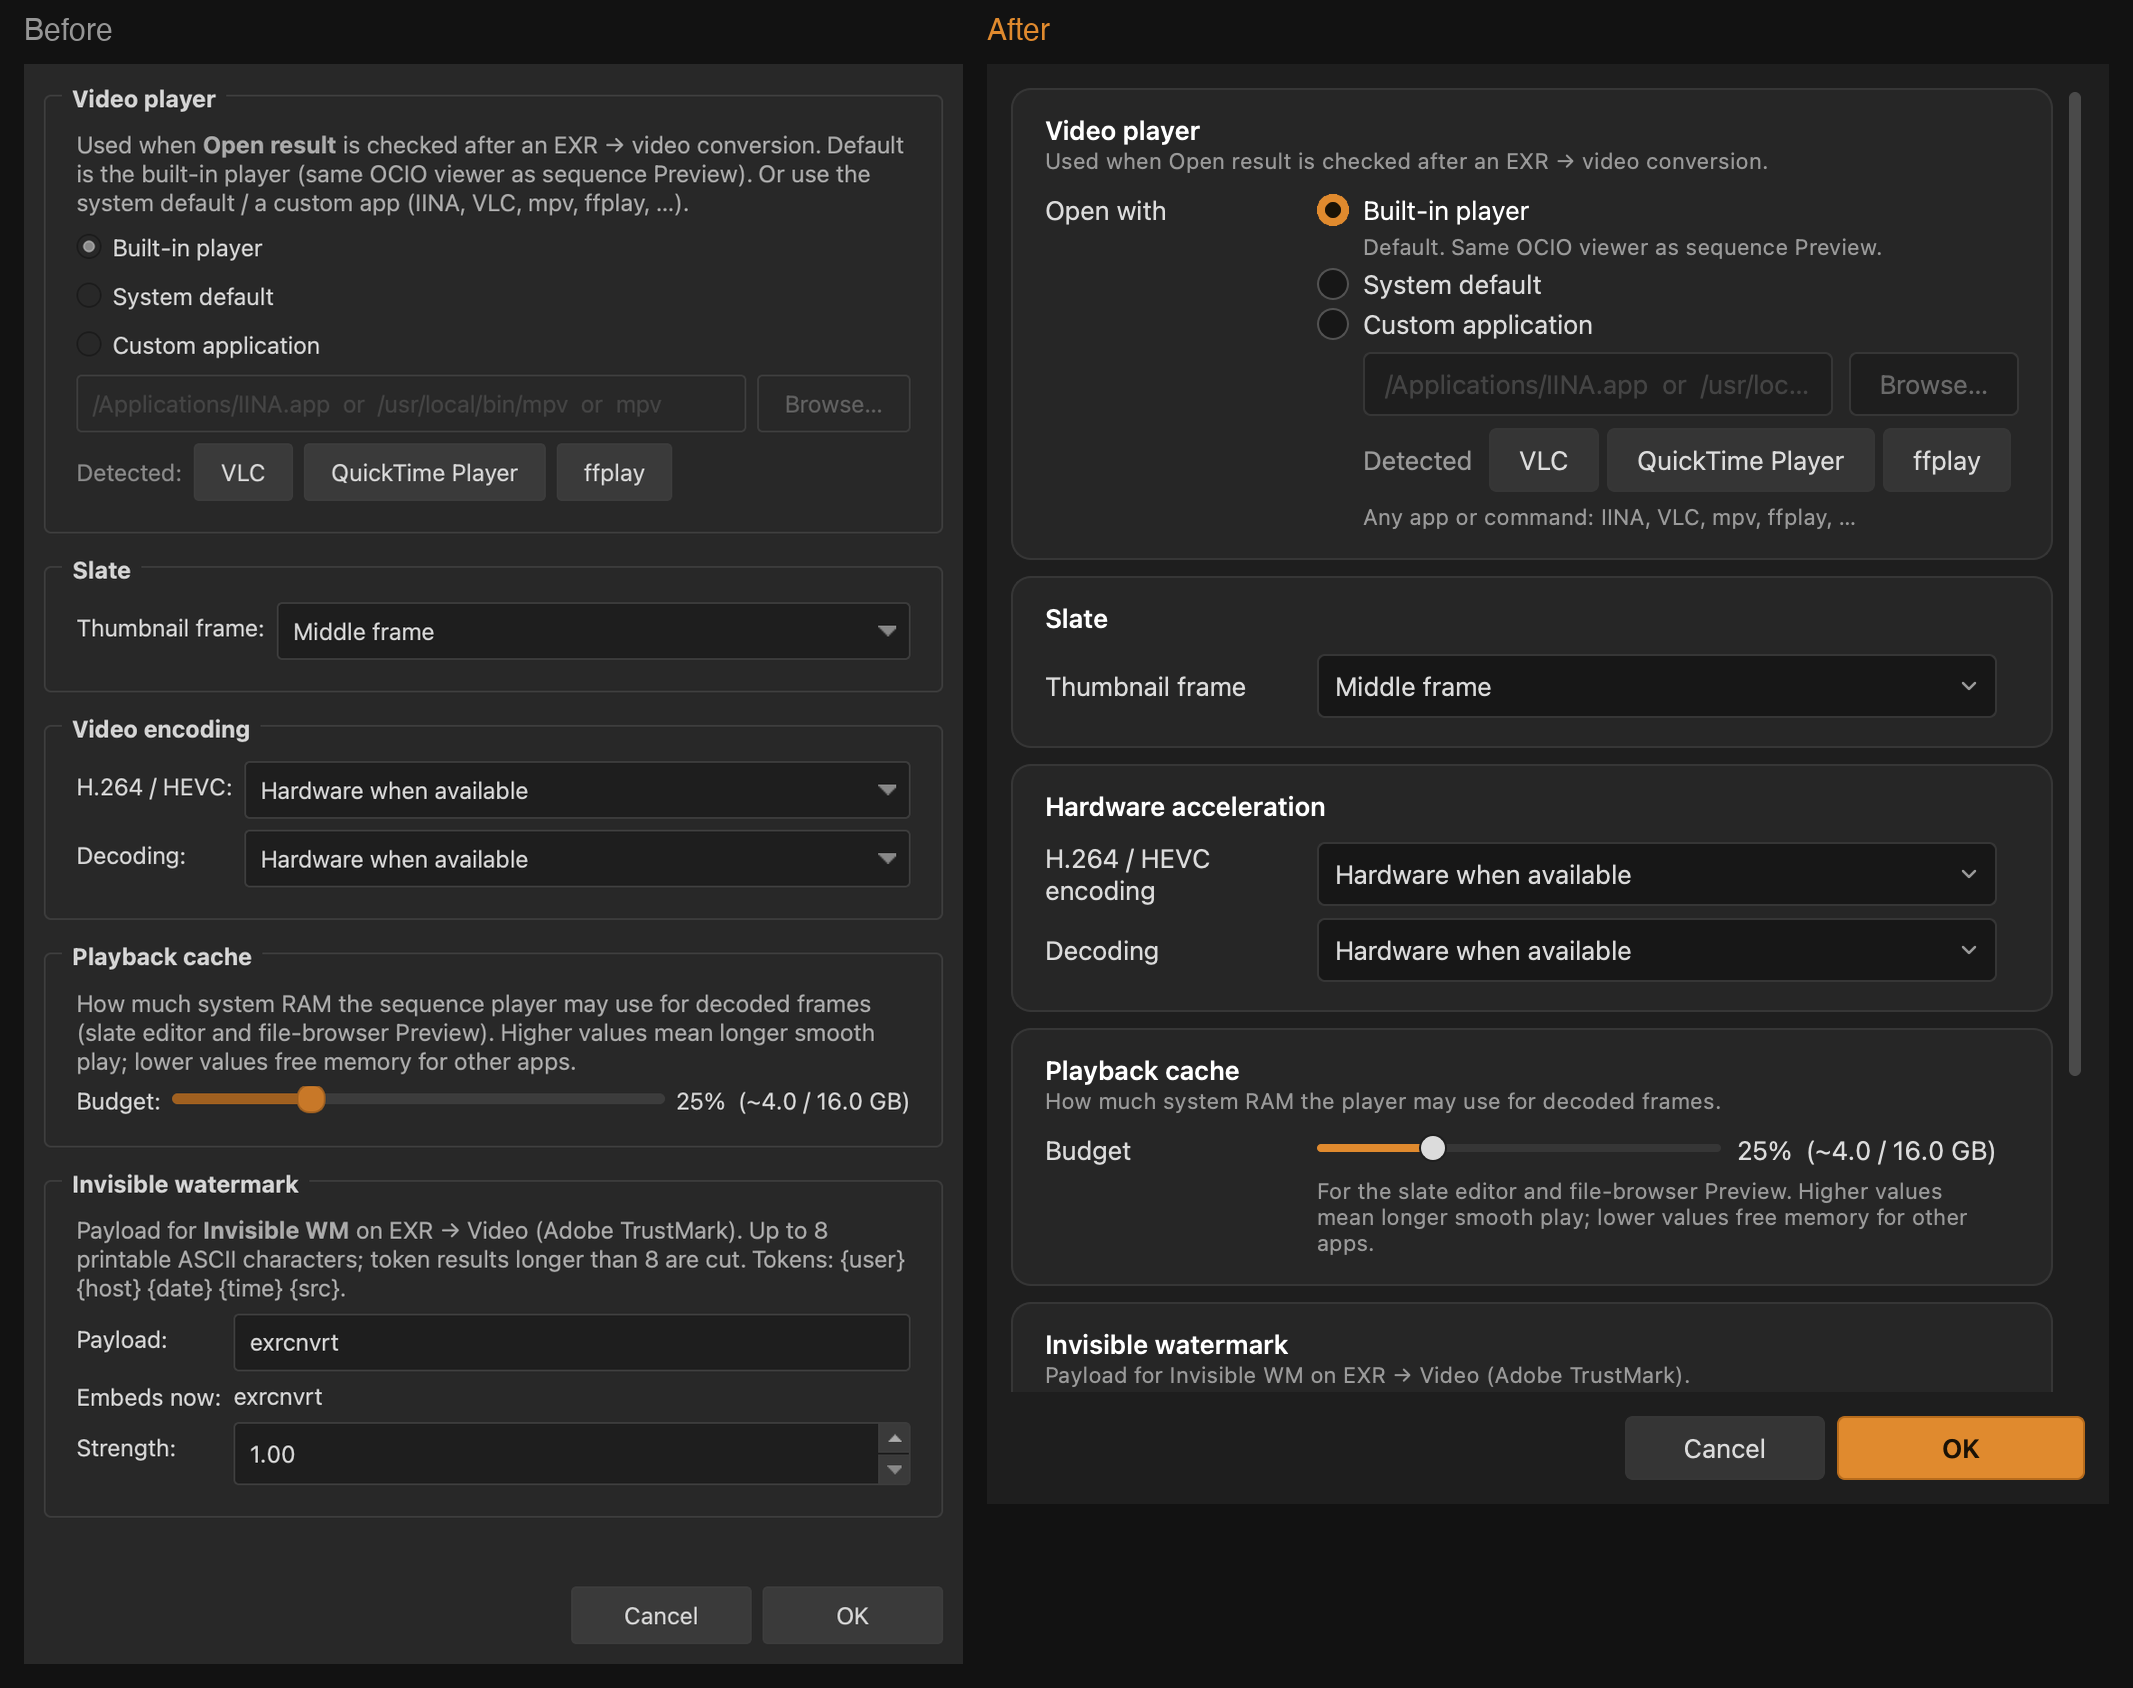 Before
Video player
Used when Open result is checked after an EXR → video conversion. Default
is the built-in player (same OCIO viewer as sequence Preview). Or use the
system default / a custom app (IINA, VLC, mpv, ffplay, ...).
Built-in player
System default
Custom application
/Applications/IINA.app or /usr/local/bin/mpv or mpv
Browse...
Detected:
VLC
QuickTime Player
ffplay
Slate
Thumbnail frame:
Middle frame
Video encoding
H.264 / HEVC:
Hardware when available
Decoding:
Hardware when available
Playback cache
How much system RAM the sequence player may use for decoded frames
(slate editor and file-browser Preview). Higher values mean longer smooth
play; lower values free memory for other apps.
Budget:
25% (~4.0 / 16.0 GB)
Invisible watermark
Payload for Invisible WM on EXR → Video (Adobe TrustMark). Up to 8
printable ASCII characters; token results longer than 8 are cut. Tokens: {user}
{host} {date} {time} {src}.
Payload:
exrcnvrt
Embeds now: exrcnvrt
Strength:
1.00
Cancel
OK
After
Video player
Used when Open result is checked after an EXR → video conversion.
Open with
Built-in player
Default. Same OCIO viewer as sequence Preview.
System default
Custom application
/Applications/IINA.app or /usr/loc...
Browse...
Detected
VLC
QuickTime Player
ffplay
Any app or command: IINA, VLC, mpv, ffplay, ...
Slate
Thumbnail frame
Middle frame
Hardware acceleration
H.264 / HEVC
encoding
Hardware when available
Decoding
Hardware when available
Playback cache
How much system RAM the player may use for decoded frames.
Budget
25% (~4.0 / 16.0 GB)
For the slate editor and file-browser Preview. Higher values
mean longer smooth play; lower values free memory for other
apps.
Invisible watermark
Payload for Invisible WM on EXR → Video (Adobe TrustMark).
Cancel
OK